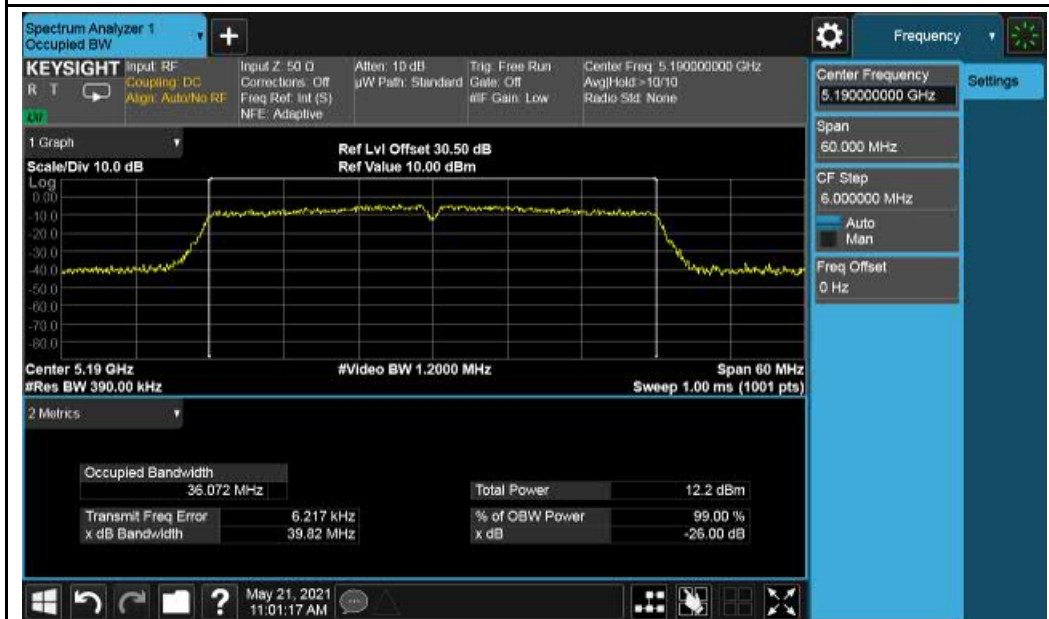 Spectrum Analyzer 1
Occupied BW
+
Frequency
KEYSIGHT
R T
Input: RF
Coupling: DC
Align: Auto/No RF
Input Z: 50 Ω
Corrections: Off
Freq Ref: Int (S)
NFE: Adaptive
Atten: 10 dB
µW Path: Standard
Trig: Free Run
Gate: Off
#IF Gain: Low
Center Freq: 5.190000000 GHz
Avg|Hold:>10/10
Radio Std: None
Center Frequency
5.190000000 GHz
Settings
Span
60.000 MHz
CF Step
6.000000 MHz
Auto
Man
Freq Offset
0 Hz
1 Graph
Scale/Div 10.0 dB
Ref Lvl Offset 30.50 dB
Ref Value 10.00 dBm
Log
0.00
-10.0
-20.0
-30.0
-40.0
-50.0
-60.0
-70.0
-80.0
Center 5.19 GHz
#Video BW 1.2000 MHz
Span 60 MHz
#Res BW 390.00 kHz
Sweep 1.00 ms (1001 pts)
2 Metrics
Occupied Bandwidth
36.072 MHz
Total Power 12.2 dBm
Transmit Freq Error 6.217 kHz
% of OBW Power 99.00 %
x dB Bandwidth 39.82 MHz
x dB -26.00 dB
?
May 21, 2021
11:01:17 AM